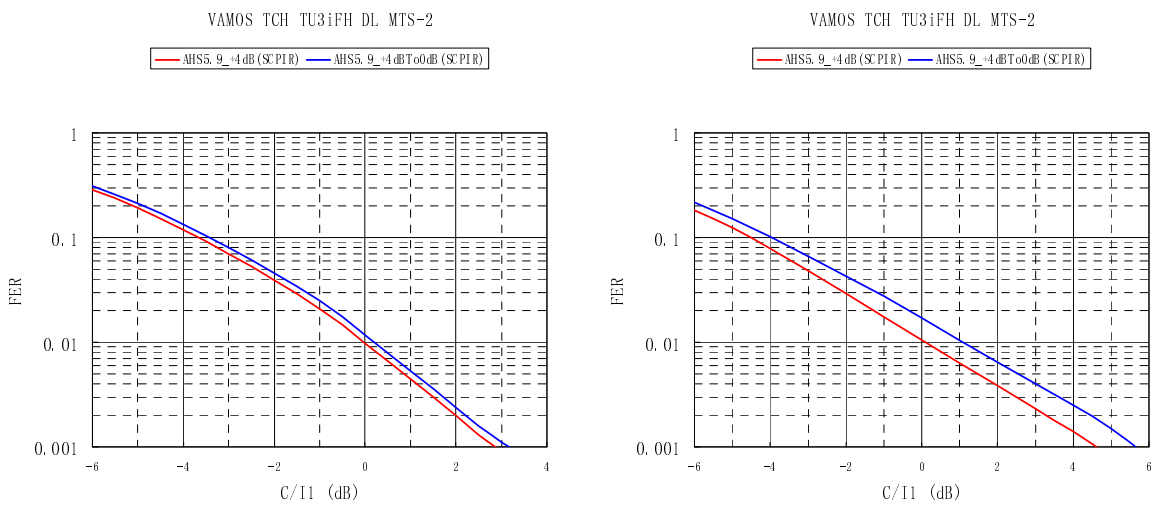 VAMOS TCH TU3iFH DL MTS-2
AHS5.9_+4dB(SCPIR) AHS5.9_+4dBTo0dB(SCPIR)
1
0.1
0.01
0.001
FER
-6 -4 -2 0 2 4
C/I1 (dB)
VAMOS TCH TU3iFH DL MTS-2
AHS5.9_+4dB(SCPIR) AHS5.9_+4dBTo0dB(SCPIR)
1
0.1
0.01
0.001
FER
-6 -4 -2 0 2 4 6
C/I1 (dB)